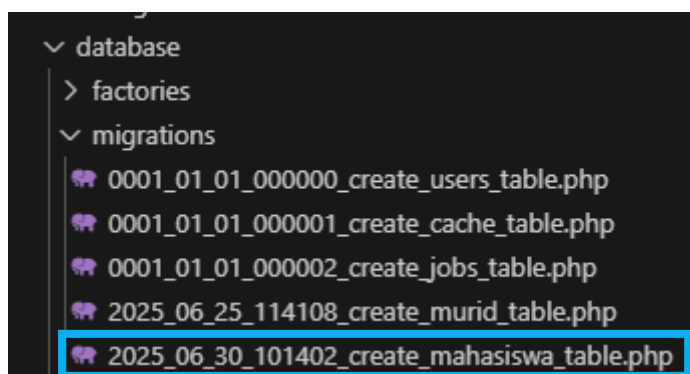 database
factories
migrations
0001_01_01_000000_create_users_table.php
0001_01_01_000001_create_cache_table.php
0001_01_01_000002_create_jobs_table.php
2025_06_25_114108_create_murid_table.php
2025_06_30_101402_create_mahasiswa_table.php